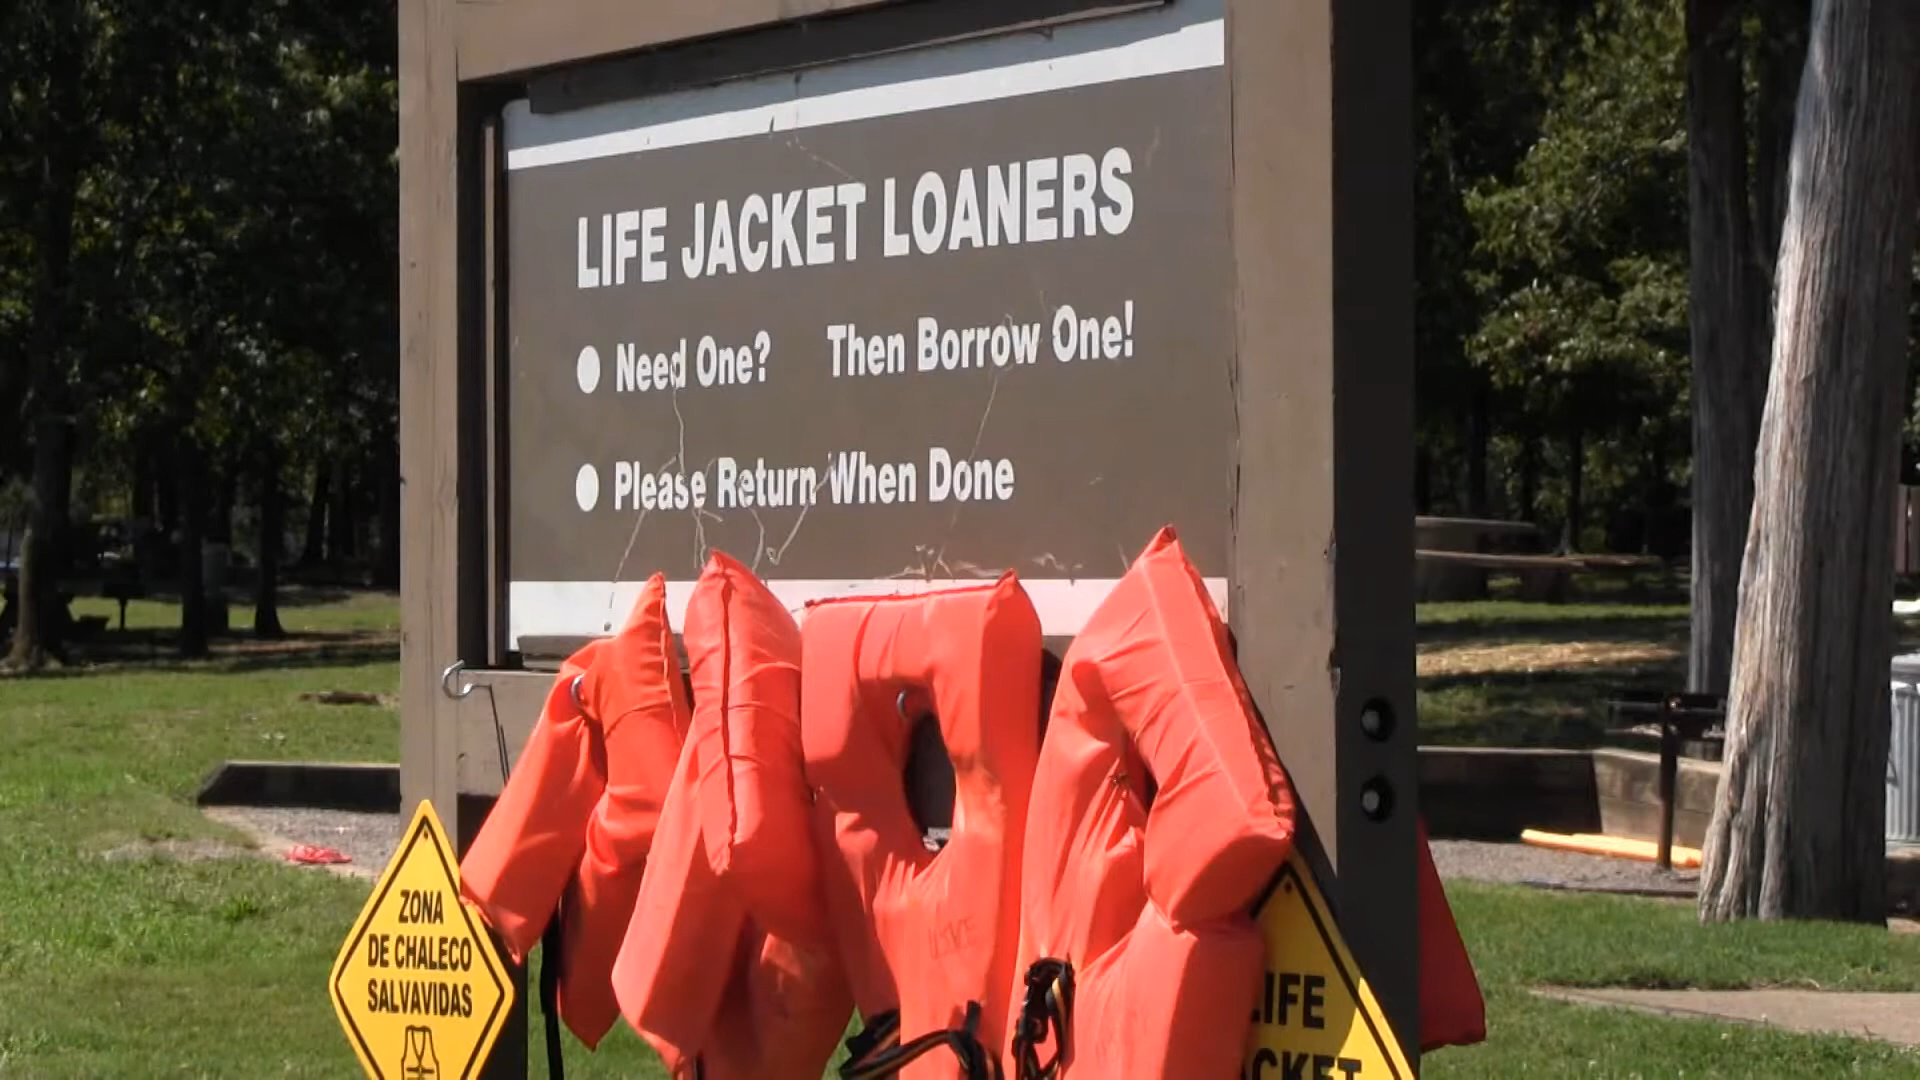 LIFE JACKET LOANERS
● Need One? Then Borrow One!
● Please Return When Done
ZONA
DE CHALECO
SALVAVIDAS
LIFE